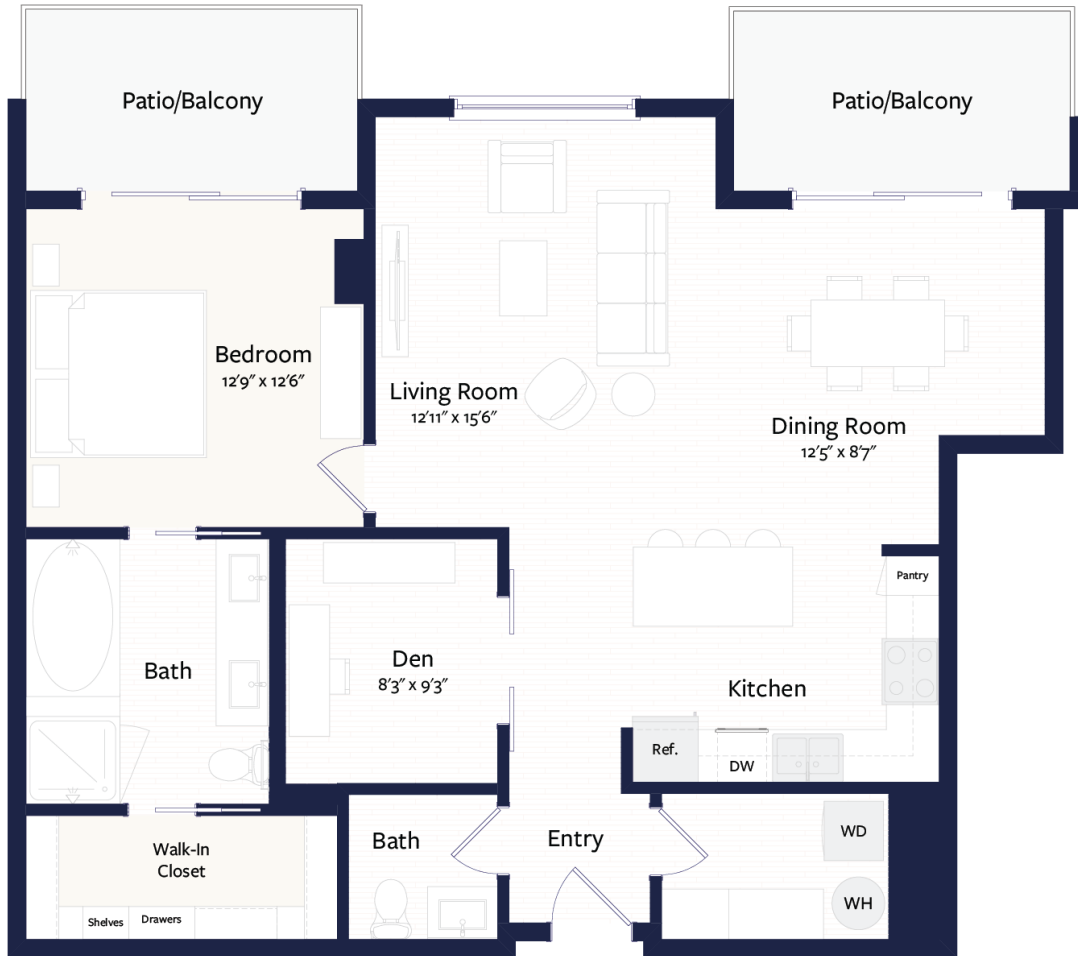 Patio/Balcony
Patio/Balcony
Bedroom
12'9" x 12'6"
Living Room
12'11" x 15'6"
Dining Room
12'5" x 8'7"
Pantry
Bath
Den
8'3" x 9'3"
Kitchen
Ref.
DW
Walk-In
Closet
Shelves
Drawers
Bath
Entry
WD
WH